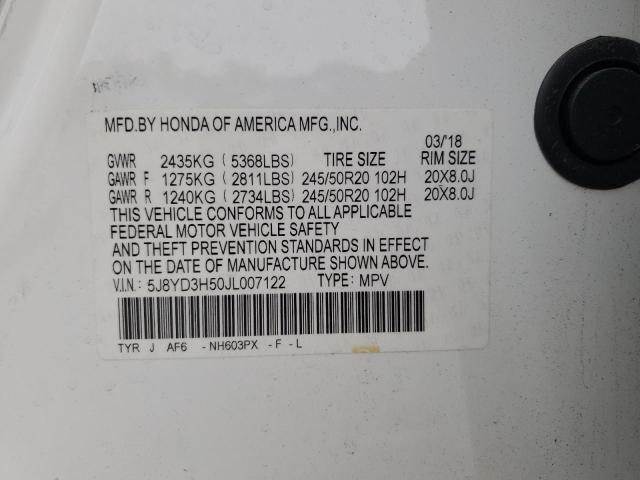 MFD.BY HONDA OF AMERICA MFG.,INC.
03/'18
GVWR 2435KG ( 5368LBS) TIRE SIZE RIM SIZE
GAWR F 1275KG ( 2811LBS) 245/50R20 102H 20X8.0J
GAWR R 1240KG ( 2734LBS) 245/50R20 102H 20X8.0J
THIS VEHICLE CONFORMS TO ALL APPLICABLE
FEDERAL MOTOR VEHICLE SAFETY
AND THEFT PREVENTION STANDARDS IN EFFECT
ON THE DATE OF MANUFACTURE SHOWN ABOVE.
V.I.N.: 5J8YD3H50JL007122 TYPE: MPV
TYR J AF6 -NH603PX -F -L